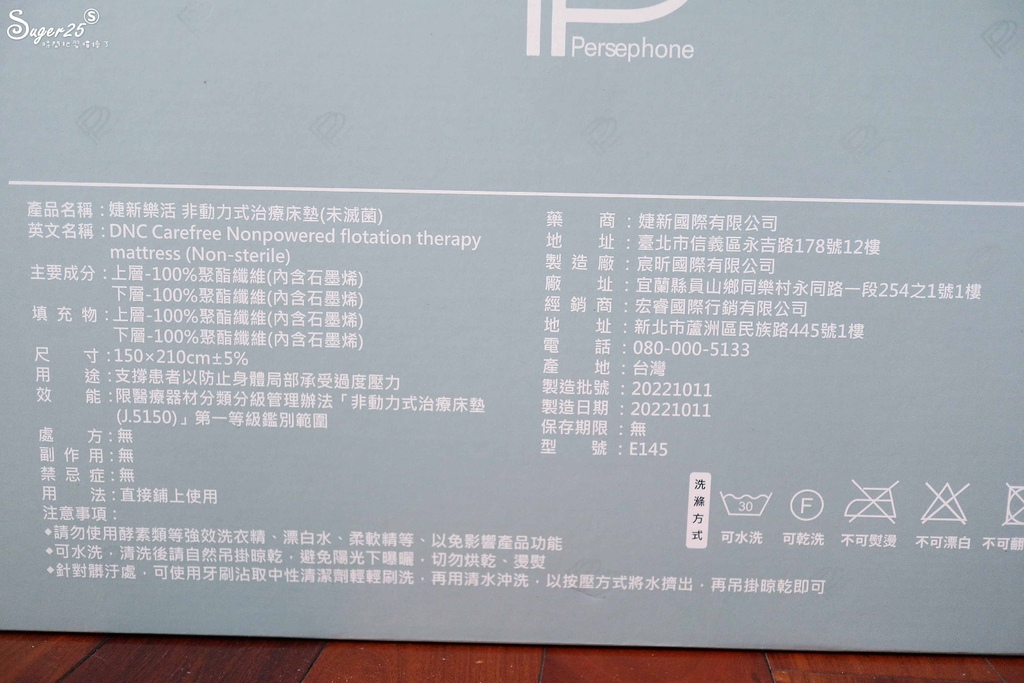 Suger25 S
Persephone
產品名稱：婕新樂活 非動力式治療床墊(未滅菌)
英文名稱：DNC Carefree Nonpowered flotation therapy
mattress (Non-sterile)
主要成分：上層-100%聚酯纖維(內含石墨烯)
下層-100%聚酯纖維(內含石墨烯)
填充物：上層-100%聚酯纖維(內含石墨烯)
下層-100%聚酯纖維(內含石墨烯)
尺寸：150×210cm±5%
用途：支撐患者以防止身體局部承受過度壓力
效能：限醫療器材分類分級管理辦法「非動力式治療床墊
(J.5150)」第一等級鑑別範圍
處方：無
副作用：無
禁忌症：無
用法：直接鋪上使用
注意事項：
◆請勿使用酵素類等強效洗衣精、漂白水、柔軟精等、以免影響產品功能
◆可水洗，清洗後請自然吊掛晾乾，避免陽光下曝曬，切勿烘乾、燙熨
◆針對髒汙處，可使用牙刷沾取中性清潔劑輕輕刷洗，再用清水沖洗，以按壓方式將水擠出，再吊掛晾乾即可
藥商：婕新國際有限公司
地址：臺北市信義區永吉路178號12樓
製造廠：宸昕國際有限公司
廠址：宜蘭縣員山鄉同樂村永同路一段254之1號1樓
經銷商：宏睿國際行銷有限公司
地址：新北市蘆洲區民族路445號1樓
電話：080-000-5133
產地：台灣
製造批號：20221011
製造日期：20221011
保存期限：無
型號：E145
洗滌方式
30 F
可水洗 可乾洗 不可熨燙 不可漂白 不可翻